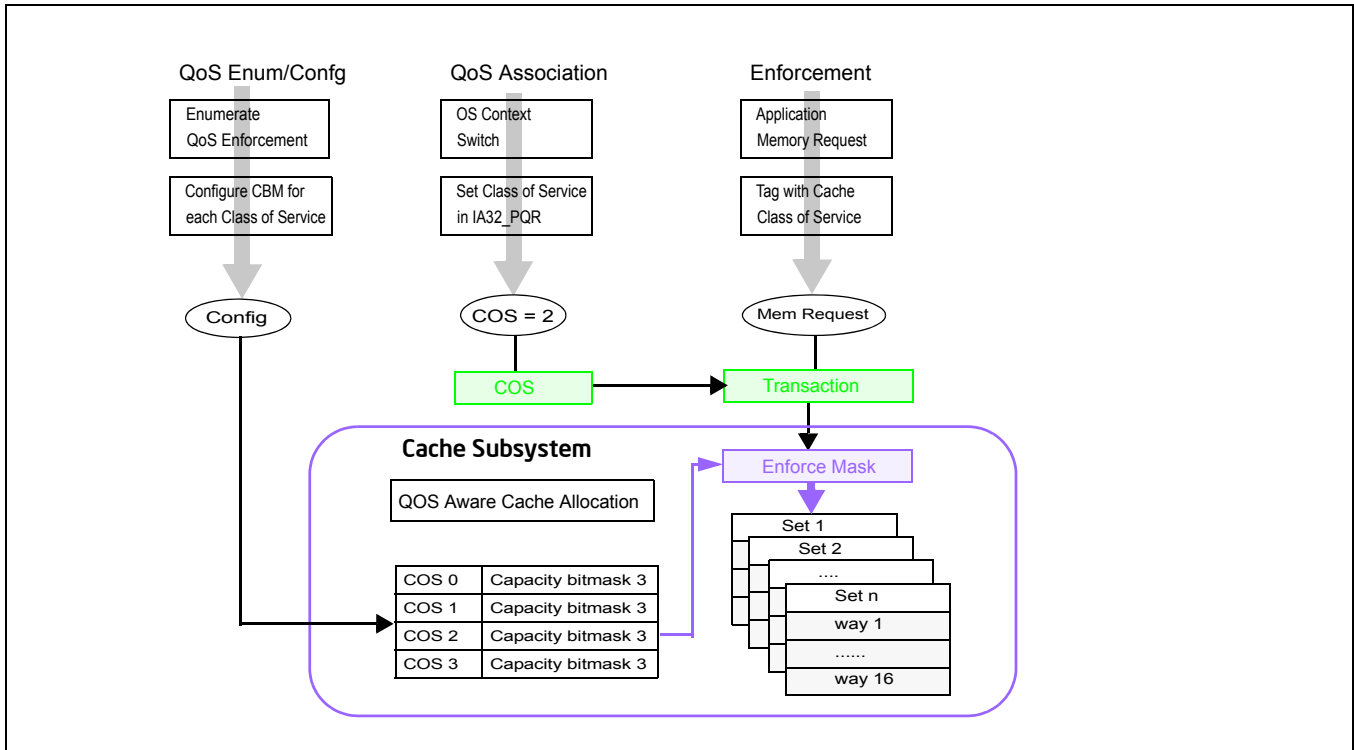 QoS Enum/Confg
QoS Association
Enforcement
Enumerate
QoS Enforcement
OS Context
Switch
Application
Memory Request
Configure CBM for
each Class of Service
Set Class of Service
in IA32_PQR
Tag with Cache
Class of Service
Config
COS = 2
Mem Request
COS
Transaction
Cache Subsystem
Enforce Mask
QOS Aware Cache Allocation
Set 1
Set 2
....
Set n
way 1
......
way 16
COS 0 Capacity bitmask 3
COS 1 Capacity bitmask 3
COS 2 Capacity bitmask 3
COS 3 Capacity bitmask 3